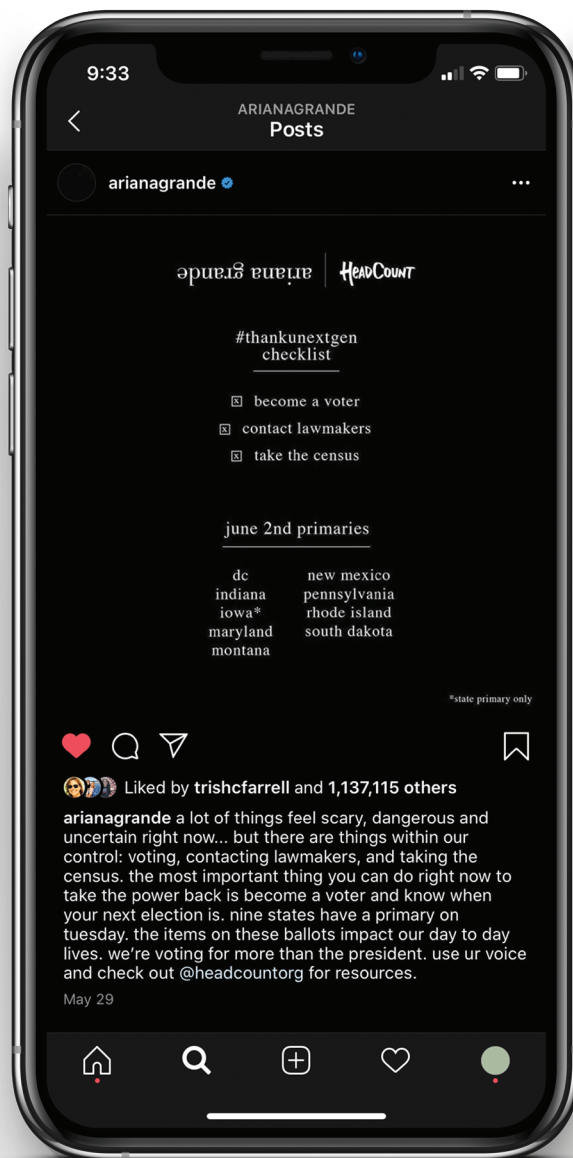 9:33
ARIANAGRANDE
Posts
arianagrande
ariana grande
HEADCOUNT
#thankunextgen
checklist
become a voter
contact lawmakers
take the census
june 2nd primaries
dc
indiana
iowa*
maryland
montana
new mexico
pennsylvania
rhode island
south dakota
*state primary only
Liked by trishcfarrell and 1,137,115 others
arianagrande a lot of things feel scary, dangerous and
uncertain right now... but there are things within our
control: voting, contacting lawmakers, and taking the
census. the most important thing you can do right now to
take the power back is become a voter and know when
your next election is. nine states have a primary on
tuesday. the items on these ballots impact our day to day
lives. we’re voting for more than the president. use ur voice
and check out @headcountorg for resources.
May 29